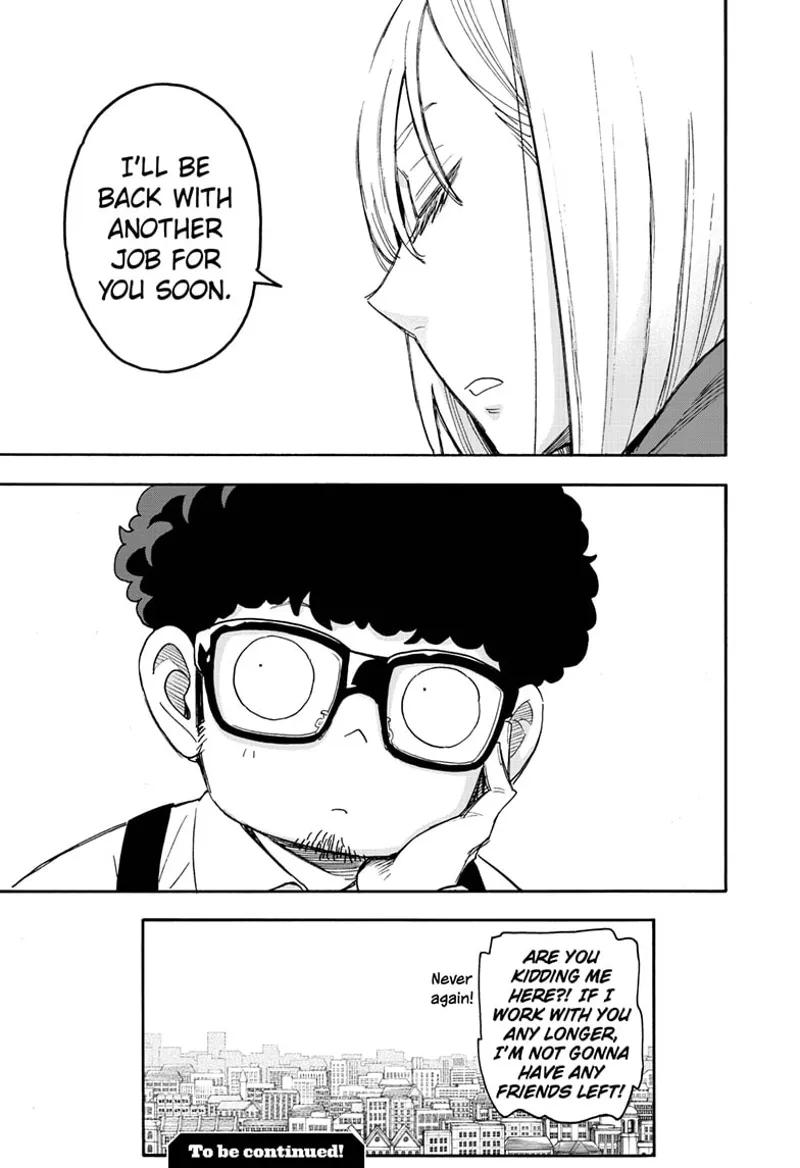 I'LL BE
BACK WITH
ANOTHER
JOB FOR
YOU SOON.
ARE YOU
KIDDING ME
HERE?! IF I
WORK WITH YOU
ANY LONGER,
I'M NOT GONNA
HAVE ANY
FRIENDS LEFT!
Never
again!
To be continued!